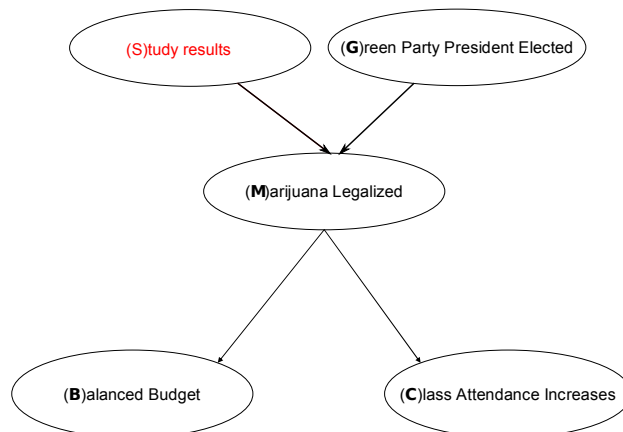 (S)tudy results
(G)reen Party President Elected
(M)arijuana Legalized
(B)alanced Budget
(C)lass Attendance Increases